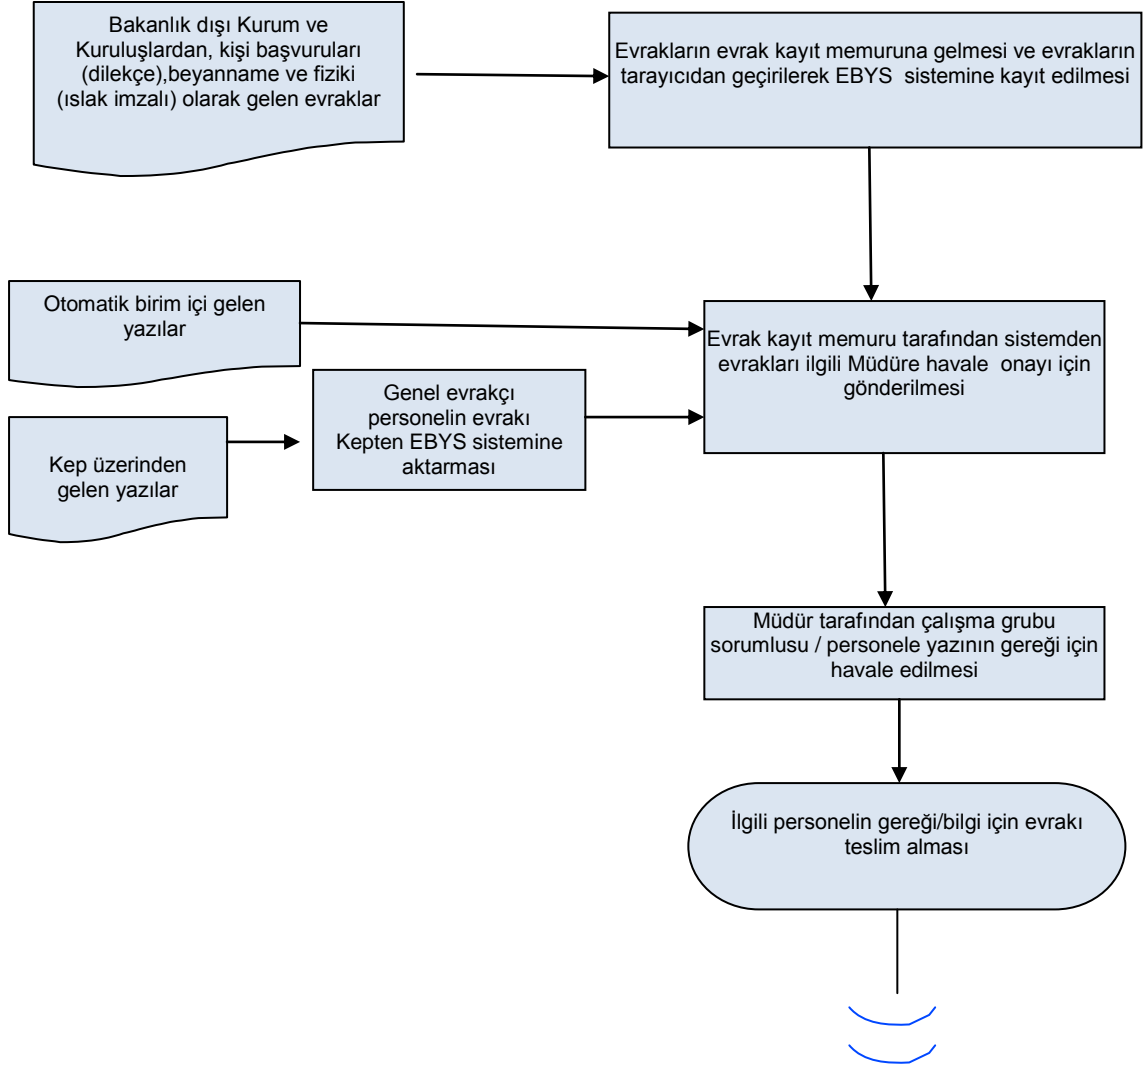 Bakanlık dışı Kurum ve
Kuruluşlardan, kişi başvuruları
(dilekçe),beyanname ve fiziki
(ıslak imzalı) olarak gelen evraklar
Evrakların evrak kayıt memuruna gelmesi ve evrakların
tarayıcıdan geçirilerek EBYS sistemine kayıt edilmesi
Otomatik birim içi gelen
yazılar
Evrak kayıt memuru tarafından sistemden
evrakları ilgili Müdüre havale onayı için
gönderilmesi
Genel evrakçı
personelin evrakı
Kepten EBYS sistemine
aktarması
Kep üzerinden
gelen yazılar
Müdür tarafından çalışma grubu
sorumlusu / personele yazının gereği için
havale edilmesi
İlgili personelin gereği/bilgi için evrakı
teslim alması